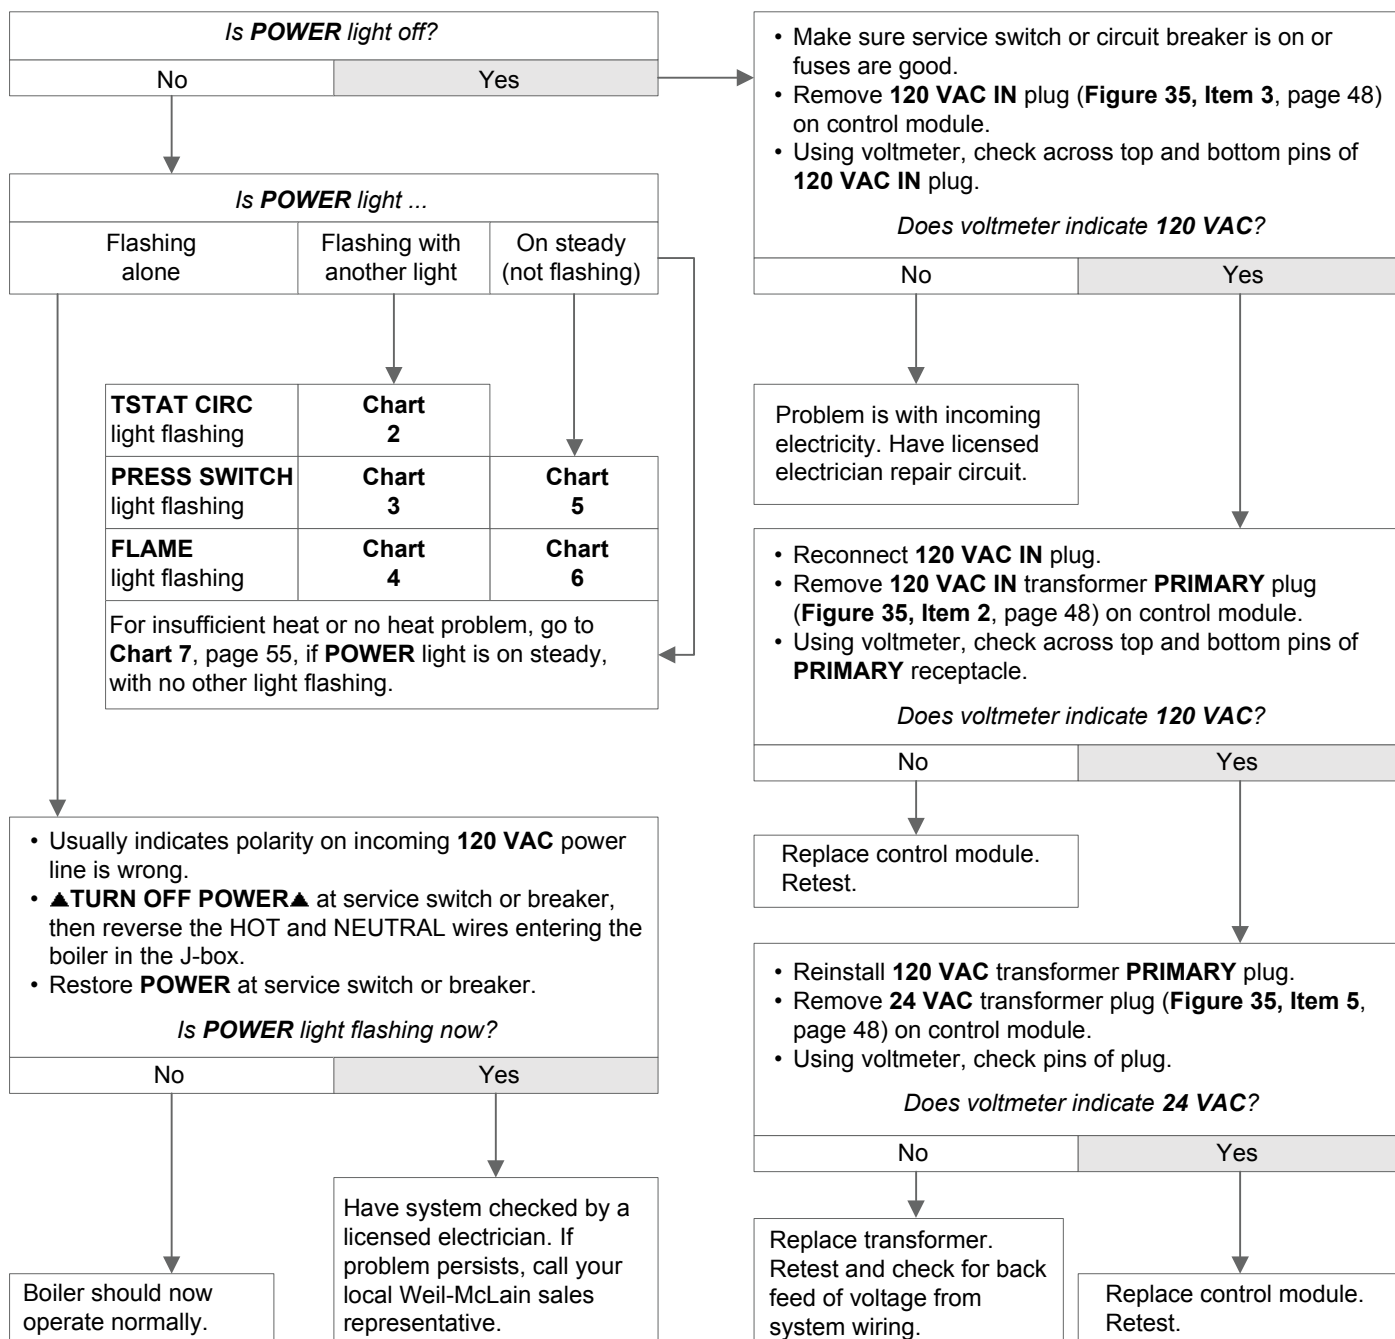 Is POWER light off?
No
Yes
Is POWER light ...
Flashing
alone
Flashing with
another light
On steady
(not flashing)
TSTAT CIRC
light flashing
Chart
2
PRESS SWITCH
light flashing
Chart
3
Chart
5
FLAME
light flashing
Chart
4
Chart
6
For insufficient heat or no heat problem, go to
Chart 7, page 55, if POWER light is on steady,
with no other light flashing.
• Usually indicates polarity on incoming 120 VAC power
line is wrong.
• ▲TURN OFF POWER▲ at service switch or breaker,
then reverse the HOT and NEUTRAL wires entering the
boiler in the J-box.
• Restore POWER at service switch or breaker.
Is POWER light flashing now?
No
Yes
Boiler should now
operate normally.
Have system checked by a
licensed electrician. If
problem persists, call your
local Weil-McLain sales
representative.
• Make sure service switch or circuit breaker is on or
fuses are good.
• Remove 120 VAC IN plug (Figure 35, Item 3, page 48)
on control module.
• Using voltmeter, check across top and bottom pins of
120 VAC IN plug.
Does voltmeter indicate 120 VAC?
No
Yes
Problem is with incoming
electricity. Have licensed
electrician repair circuit.
• Reconnect 120 VAC IN plug.
• Remove 120 VAC IN transformer PRIMARY plug
(Figure 35, Item 2, page 48) on control module.
• Using voltmeter, check across top and bottom pins of
PRIMARY receptacle.
Does voltmeter indicate 120 VAC?
No
Yes
Replace control module.
Retest.
• Reinstall 120 VAC transformer PRIMARY plug.
• Remove 24 VAC transformer plug (Figure 35, Item 5,
page 48) on control module.
• Using voltmeter, check pins of plug.
Does voltmeter indicate 24 VAC?
No
Yes
Replace transformer.
Retest and check for back
feed of voltage from
system wiring.
Replace control module.
Retest.